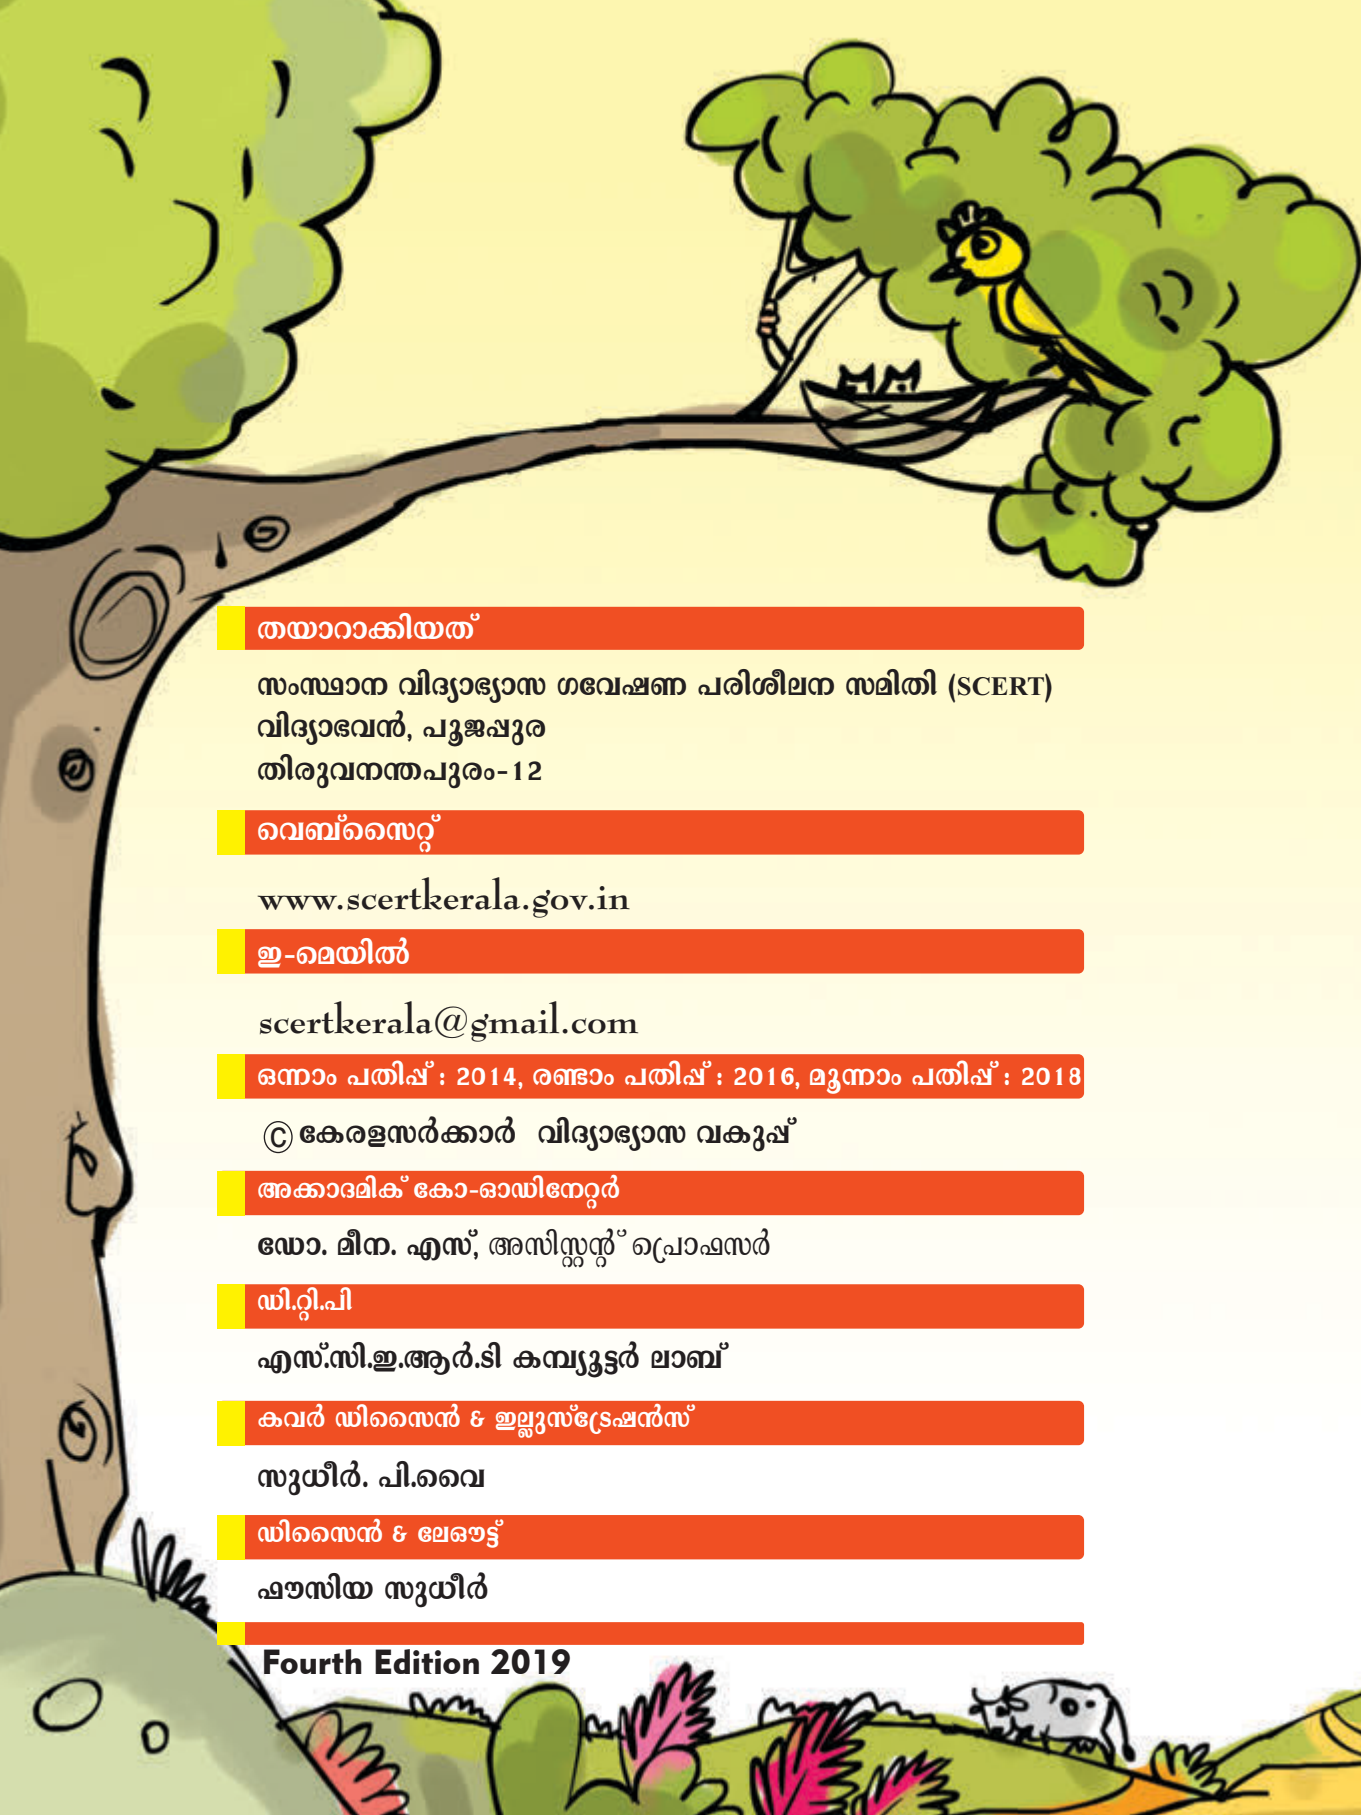 തയാറാക്കിയത്
സംസ്ഥാന വിദ്യാഭ്യാസ ഗവേഷണ പരിശീലന സമിതി (SCERT)
വിദ്യാഭവൻ, പൂജപ്പുര
തിരുവനന്തപുരം-12
വെബ്സൈറ്റ്
www.scertkerala.gov.in
ഇ-മെയിൽ
scertkerala@gmail.com
ഒന്നാം പതിപ്പ് : 2014, രണ്ടാം പതിപ്പ് : 2016, മൂന്നാം പതിപ്പ് : 2018
© കേരളസർക്കാർ വിദ്യാഭ്യാസ വകുപ്പ്
അക്കാദമിക് കോ-ഓഡിനേറ്റർ
ഡോ. മീന. എസ്, അസിസ്റ്റന്റ് പ്രൊഫസർ
ഡി.റ്റി.പി
എസ്.സി.ഇ.ആർ.ടി കമ്പ്യൂട്ടർ ലാബ്
കവർ ഡിസൈൻ & ഇല്ലുസ്ട്രേഷൻസ്
സുധീർ. പി.വൈ
ഡിസൈൻ & ലേഔട്ട്
ഫൗസിയ സുധീർ
Fourth Edition 2019